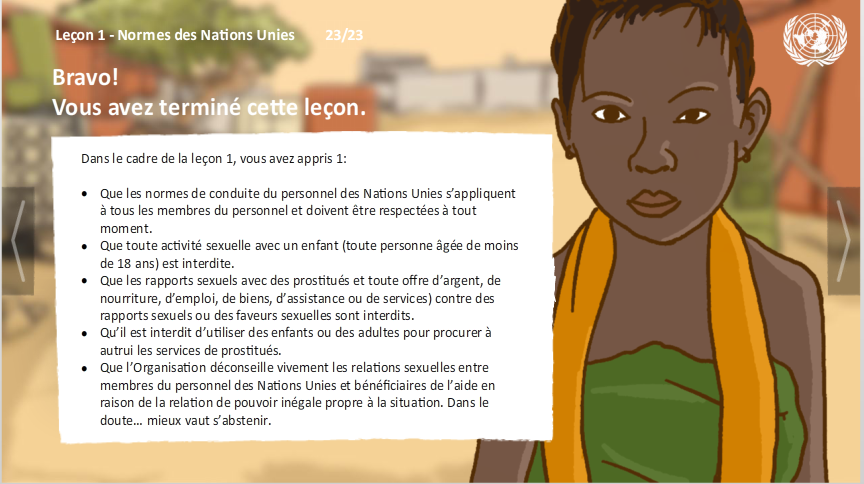 Leçon 1 - Normes des Nations Unies 23/23
Bravo!
Vous avez terminé cette leçon.
Dans le cadre de la leçon 1, vous avez appris 1:
• Que les normes de conduite du personnel des Nations Unies s’appliquent
à tous les membres du personnel et doivent être respectées à tout
moment.
• Que toute activité sexuelle avec un enfant (toute personne âgée de moins
de 18 ans) est interdite.
• Que les rapports sexuels avec des prostitués et toute offre d’argent, de
nourriture, d’emploi, de biens, d’assistance ou de services) contre des
rapports sexuels ou des faveurs sexuelles sont interdits.
• Qu’il est interdit d’utiliser des enfants ou des adultes pour procurer à
autrui les services de prostitués.
• Que l’Organisation déconseille vivement les relations sexuelles entre
membres du personnel des Nations Unies et bénéficiaires de l’aide en
raison de la relation de pouvoir inégale propre à la situation. Dans le
doute… mieux vaut s’abstenir.